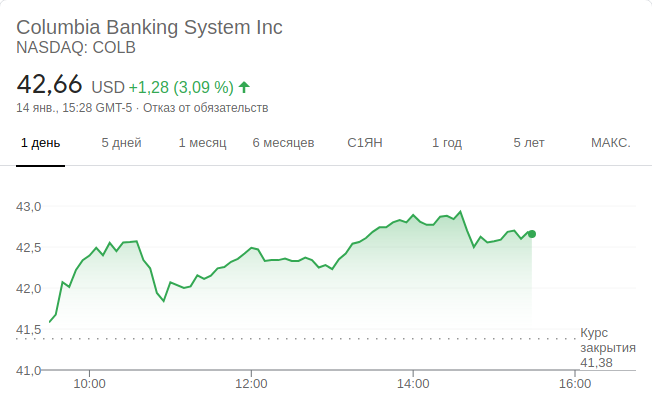 Columbia Banking System Inc
NASDAQ: COLB
42,66 USD +1,28 (3,09 %)
14 янв., 15:28 GMT-5 · Отказ от обязательств
1 день 5 дней 1 месяц 6 месяцев С1ЯН 1 год 5 лет МАКС.
43,0
42,5
42,0
41,5
41,0
Курс
закрытия
41,38
10:00 12:00 14:00 16:00